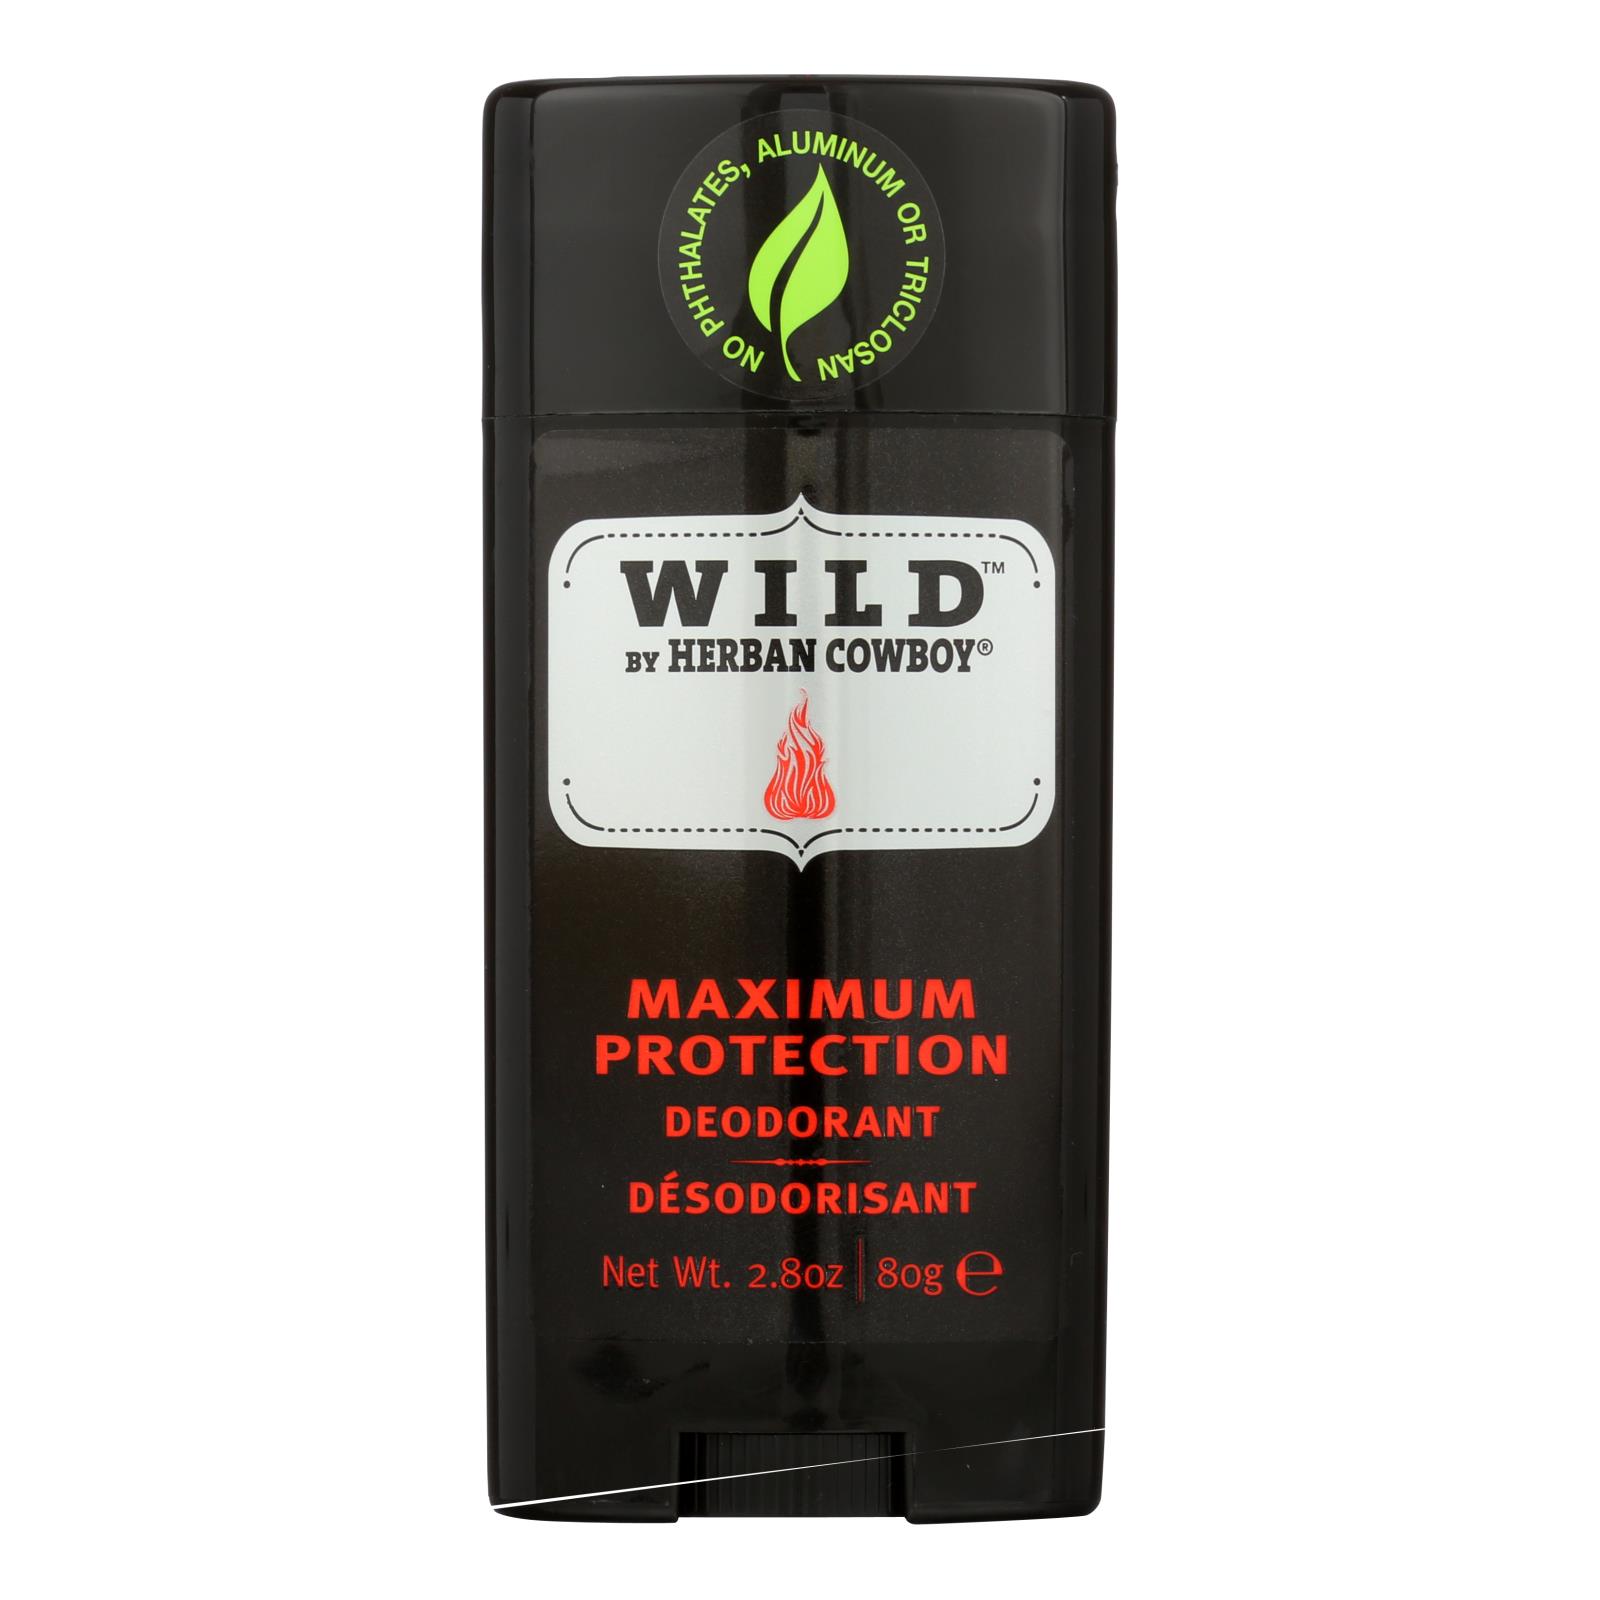 NO PHTHALATES, ALUMINUM OR TRICLOSAN
WILD™
BY HERBAN COWBOY®
MAXIMUM
PROTECTION
DEODORANT
DÉSODORISANT
Net Wt. 2.8oz | 80g ℮